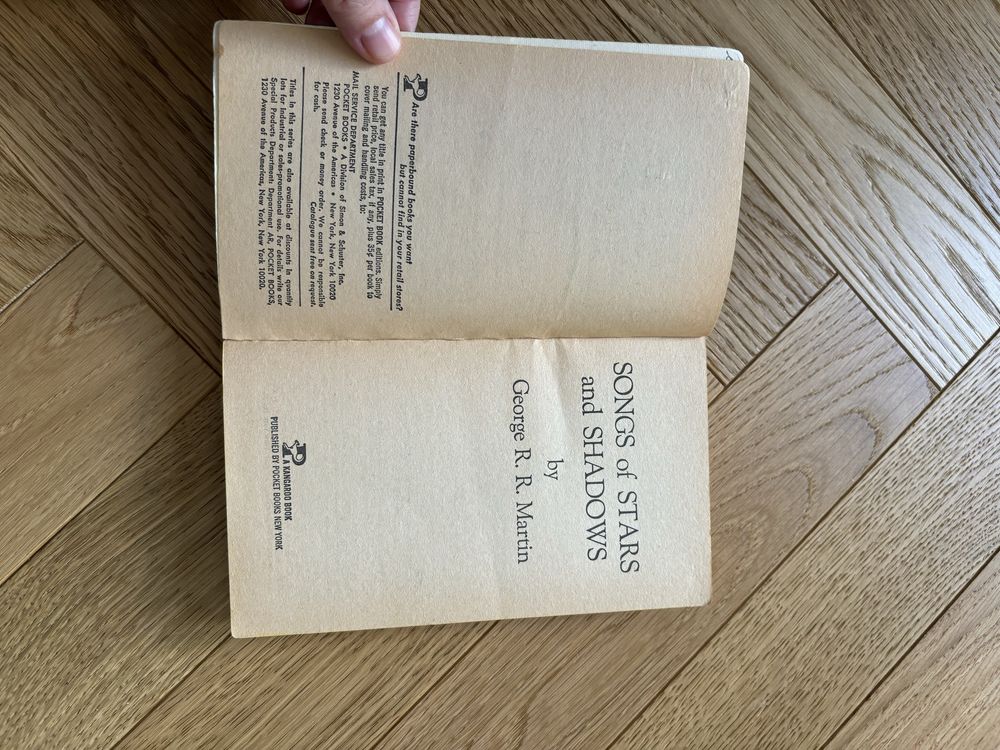 Are there paperbound books you want
but cannot find in your retail stores?
You can get any title in print in POCKET BOOK editions. Simply
send retail price, local sales tax, if any, plus 35¢ per book to
cover mailing and handling costs, to:
MAIL SERVICE DEPARTMENT
POCKET BOOKS • A Division of Simon & Schuster, Inc.
1230 Avenue of the Americas • New York, New York 10020
Please send check or money order. We cannot be responsible
for cash.
Catalogue sent free on request.
Titles in this series are also available at discounts in quantity
lots for industrial or sales-promotional use. For details write our
Special Products Department: Department AR, POCKET BOOKS,
1230 Avenue of the Americas, New York, New York 10020.
SONGS of STARS
and SHADOWS
by
George R. R. Martin
A KANGAROO BOOK
PUBLISHED BY POCKET BOOKS NEW YORK